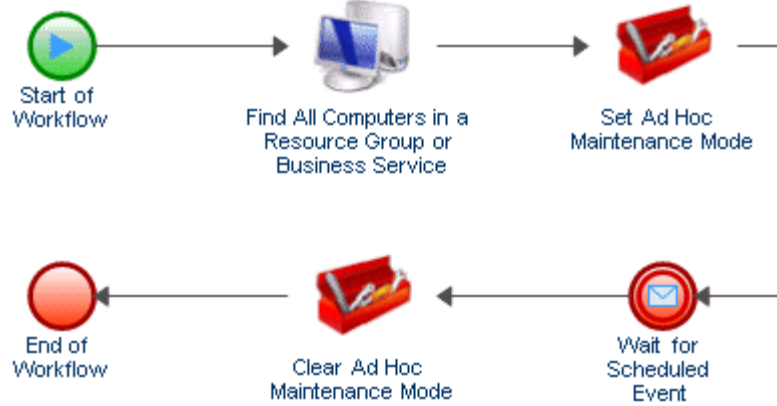 Start of
Workflow
Find All Computers in a
Resource Group or
Business Service
Set Ad Hoc
Maintenance Mode
End of
Workflow
Clear Ad Hoc
Maintenance Mode
Wait for
Scheduled
Event